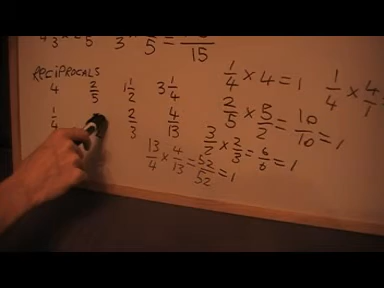 15
Reciprocals
4 2/5 1 1/2 3 1/4
1/4 2/3 4/13
1/4 × 4 = 1 1/4 × 4/1
2/5 × 5/2 = 10/10 = 1
3/2 × 2/3 = 6/6 = 1
13/4 × 4/13 = 52/52 = 1